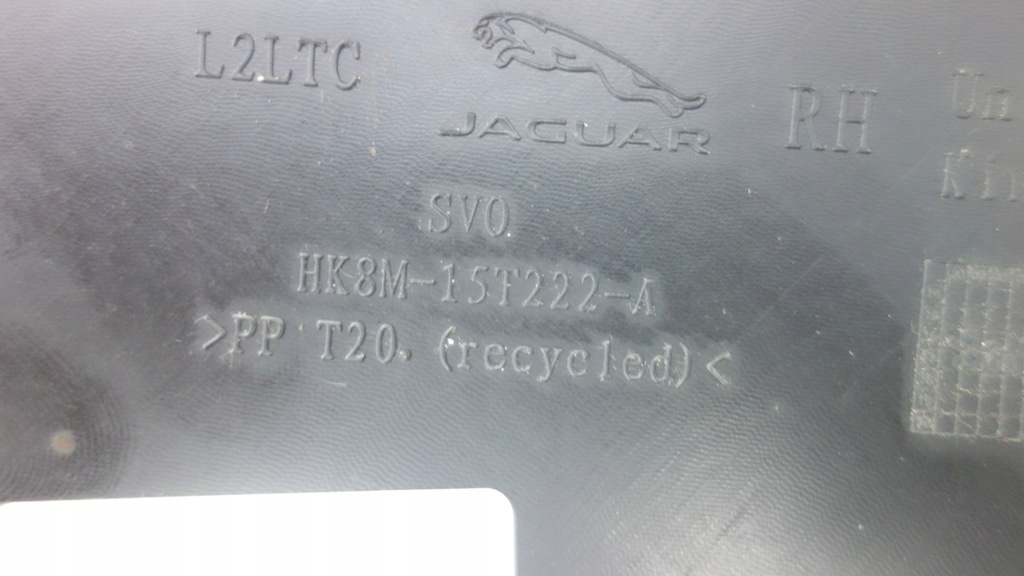 L2LTC
JAGUAR
RH
SVO
HK8M-15T222-A
>PP T20. (recycled)<